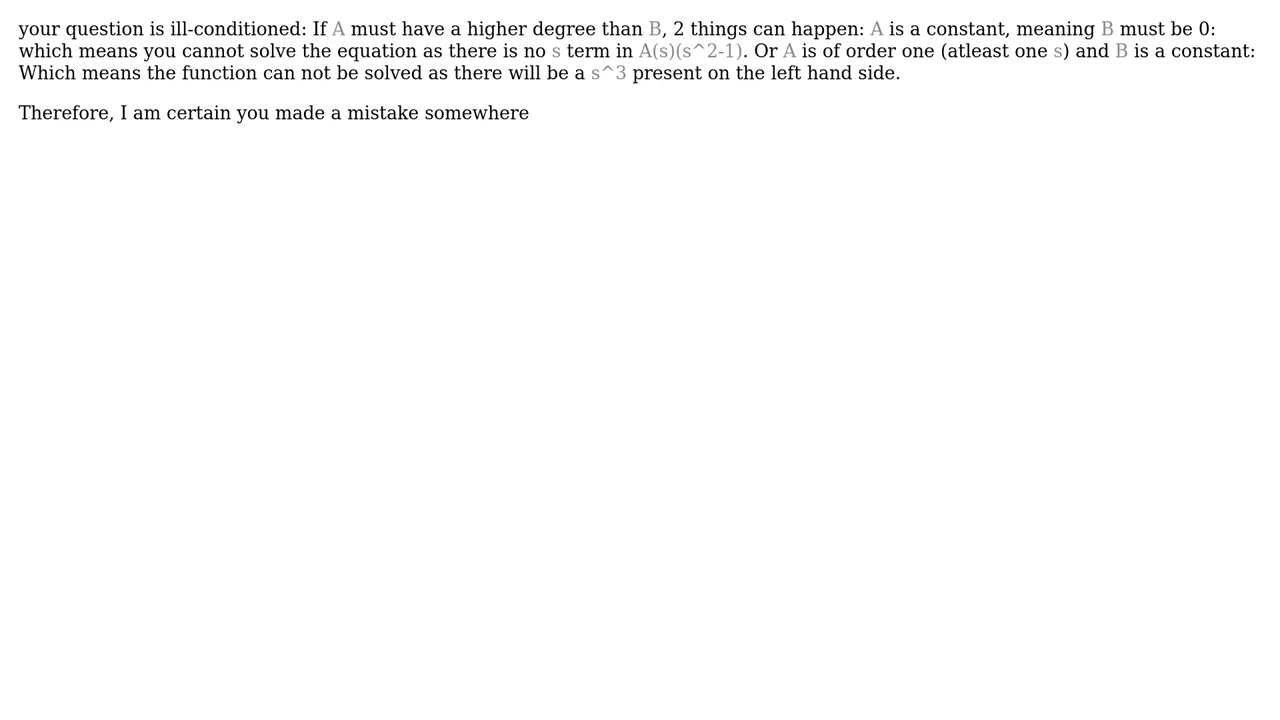 your question is ill-conditioned: If A must have a higher degree than B, 2 things can happen: A is a constant, meaning B must be 0:
which means you cannot solve the equation as there is no s term in A(s)(s^2-1). Or A is of order one (atleast one s) and B is a constant:
Which means the function can not be solved as there will be a s^3 present on the left hand side.
Therefore, I am certain you made a mistake somewhere